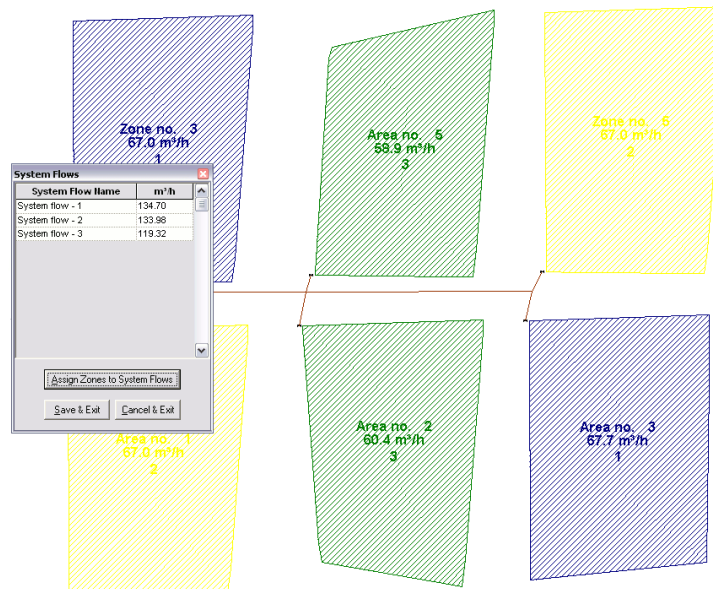 Zone no. 3
67.0 m³/h
1
Area no. 5
58.9 m³/h
3
Zone no. 5
67.0 m³/h
2
System Flows
System Flow Name m³/h
System flow - 1 134.70
System flow - 2 133.98
System flow - 3 119.32
Assign Zones to System Flows
Save & Exit Cancel & Exit
Area no. 1
67.0 m³/h
2
Area no. 2
60.4 m³/h
3
Area no. 3
67.7 m³/h
1